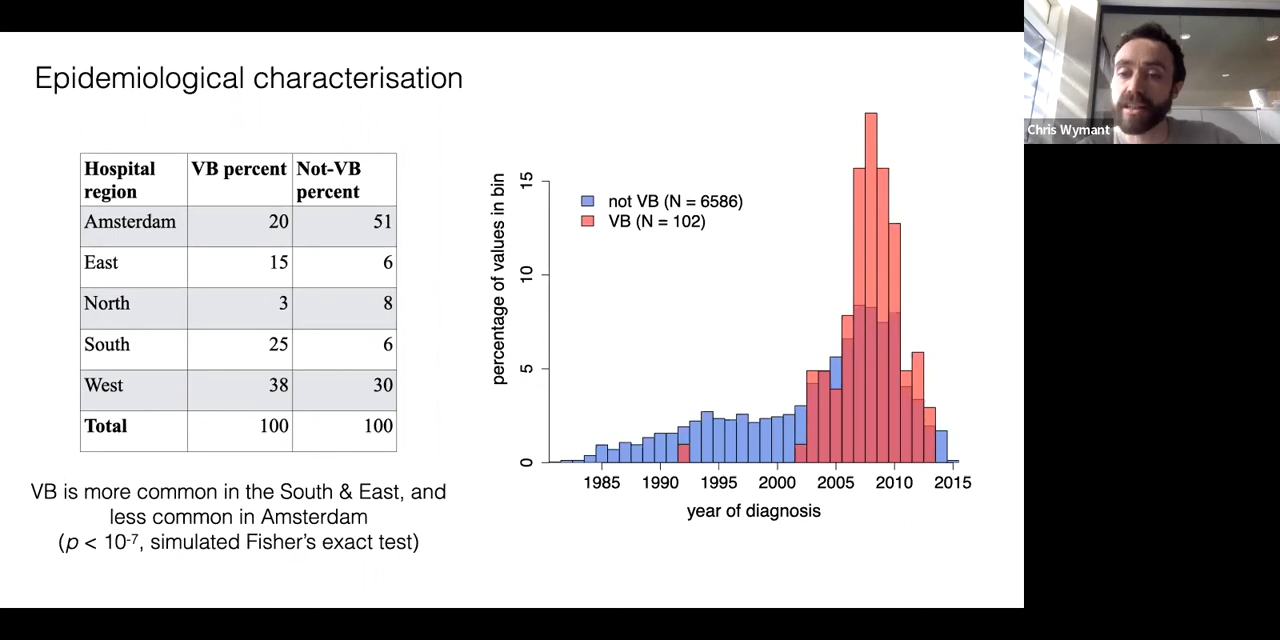 Epidemiological characterisation
Hospital region VB percent Not-VB percent
Amsterdam 20 51
East 15 6
North 3 8
South 25 6
West 38 30
Total 100 100
VB is more common in the South & East, and
less common in Amsterdam
(p < 10-7, simulated Fisher's exact test)
percentage of values in bin
15
10
5
0
not VB (N = 6586)
VB (N = 102)
1985 1990 1995 2000 2005 2010 2015
year of diagnosis
Chris Wymant